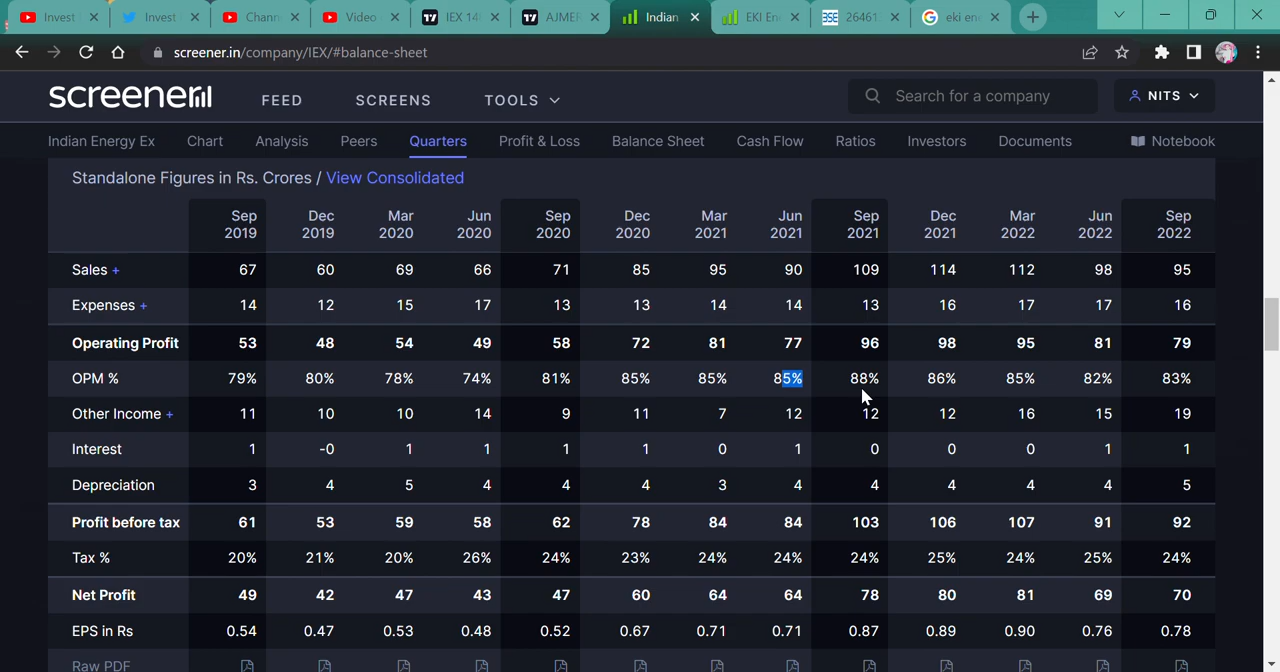 Invest
Invest
Chann
Video
IEX 14
AJMER
Indian
EKI En
BSE
26461
G
eki en
screener.in/company/IEX/#balance-sheet
screener
FEED
SCREENS
TOOLS
Search for a company
NITS
Indian Energy Ex Chart Analysis Peers Quarters Profit & Loss Balance Sheet Cash Flow Ratios Investors Documents Notebook
Standalone Figures in Rs. Crores / View Consolidated
Sep 2019 Dec 2019 Mar 2020 Jun 2020 Sep 2020 Dec 2020 Mar 2021 Jun 2021 Sep 2021 Dec 2021 Mar 2022 Jun 2022 Sep 2022
Sales + 67 60 69 66 71 85 95 90 109 114 112 98 95
Expenses + 14 12 15 17 13 13 14 14 13 16 17 17 16
Operating Profit 53 48 54 49 58 72 81 77 96 98 95 81 79
OPM % 79% 80% 78% 74% 81% 85% 85% 85% 88% 86% 85% 82% 83%
Other Income + 11 10 10 14 9 11 7 12 12 12 16 15 19
Interest 1 -0 1 1 1 1 0 1 0 0 0 1 1
Depreciation 3 4 5 4 4 4 3 4 4 4 4 4 5
Profit before tax 61 53 59 58 62 78 84 84 103 106 107 91 92
Tax % 20% 21% 20% 26% 24% 23% 24% 24% 24% 25% 24% 25% 24%
Net Profit 49 42 47 43 47 60 64 64 78 80 81 69 70
EPS in Rs 0.54 0.47 0.53 0.48 0.52 0.67 0.71 0.71 0.87 0.89 0.90 0.76 0.78
Raw PDF